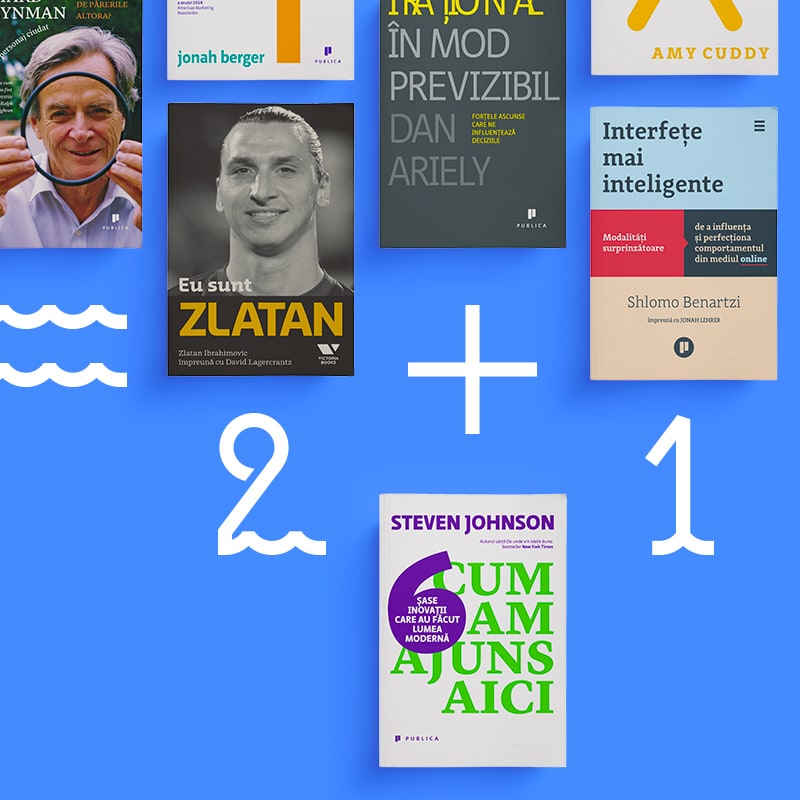 YNMAN
DE PĂRERILE
ALTORA?
personaj ciudat
PUBLICA
a anului 2014
American Marketing
Association
jonah berger
PUBLICA
Eu sunt
ZLATAN
Zlatan Ibrahimovic
împreună cu David Lagercrantz
VICTORIA
BOOKS
IRAȚIONAL
ÎN MOD
PREVIZIBIL
DAN
ARIELY
FORȚELE ASCUNSE
CARE NE
INFLUENȚEAZĂ
DECIZIILE
PUBLICA
AMY CUDDY
Interfețe
mai
inteligente
Modalități
surprinzătoare
de a influența
și perfecționa
comportamentul
din mediul online
Shlomo Benartzi
împreună cu JONAH LEHRER
+
2
1
STEVEN JOHNSON
Autorul cărții De unde vin ideile bune,
bestseller New York Times
6
ȘASE
INOVAȚII
CARE AU FĂCUT
LUMEA
MODERNĂ
CUM
AM
AJUNS
AICI
PUBLICA